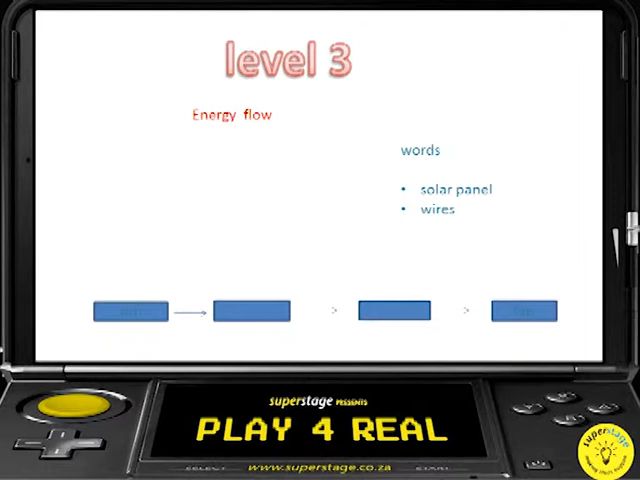 level 3
Energy flow
words
• solar panel
• wires
> >
superstage PRESENTS
PLAY 4 REAL
SELECT www.superstage.co.za START
superstage